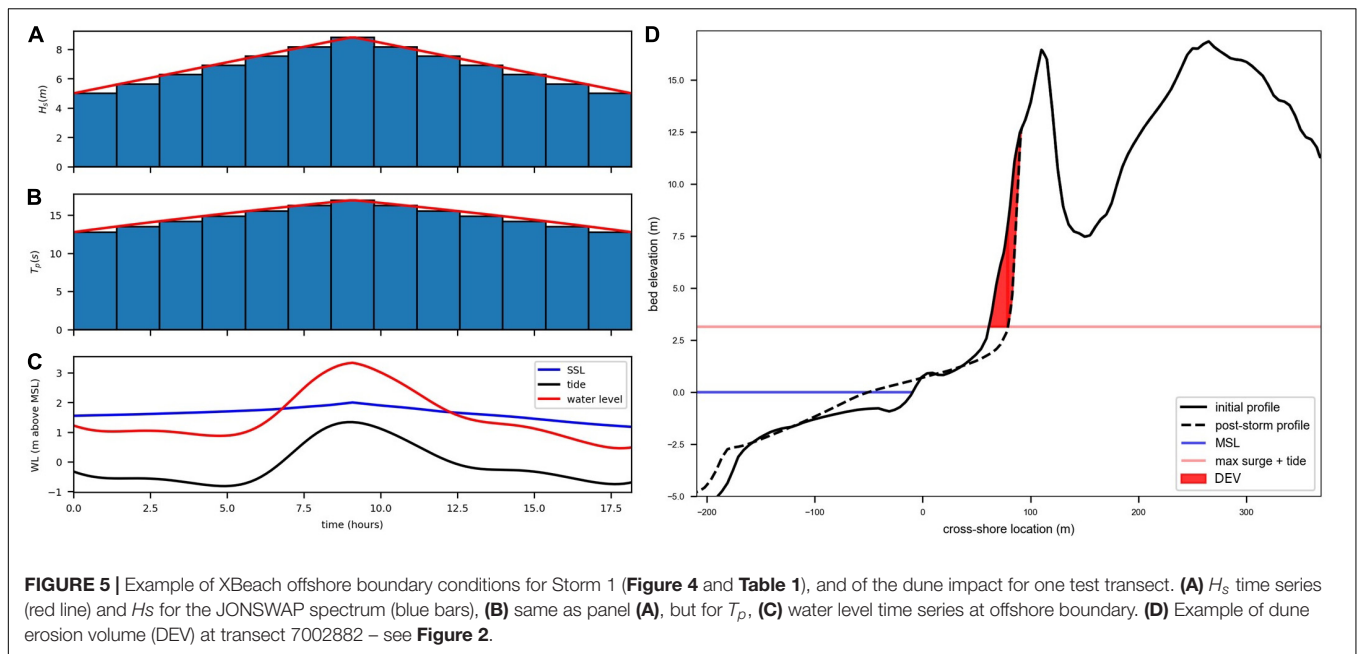 A
8
6
4
2
0
H_s(m)
B
15
10
5
0
T_p(s)
C
3
2
1
0
−1
WL (m above MSL)
SSL
tide
water level
0.0 2.5 5.0 7.5 10.0 12.5 15.0 17.5
time (hours)
D
15.0
12.5
10.0
7.5
5.0
2.5
0.0
−2.5
−5.0
bed elevation (m)
initial profile
post-storm profile
MSL
max surge + tide
DEV
−200 −100 0 100 200 300
cross-shore location (m)
FIGURE 5 | Example of XBeach offshore boundary conditions for Storm 1 (Figure 4 and Table 1), and of the dune impact for one test transect. (A) H_s time series
(red line) and Hs for the JONSWAP spectrum (blue bars), (B) same as panel (A), but for T_p, (C) water level time series at offshore boundary. (D) Example of dune
erosion volume (DEV) at transect 7002882 – see Figure 2.